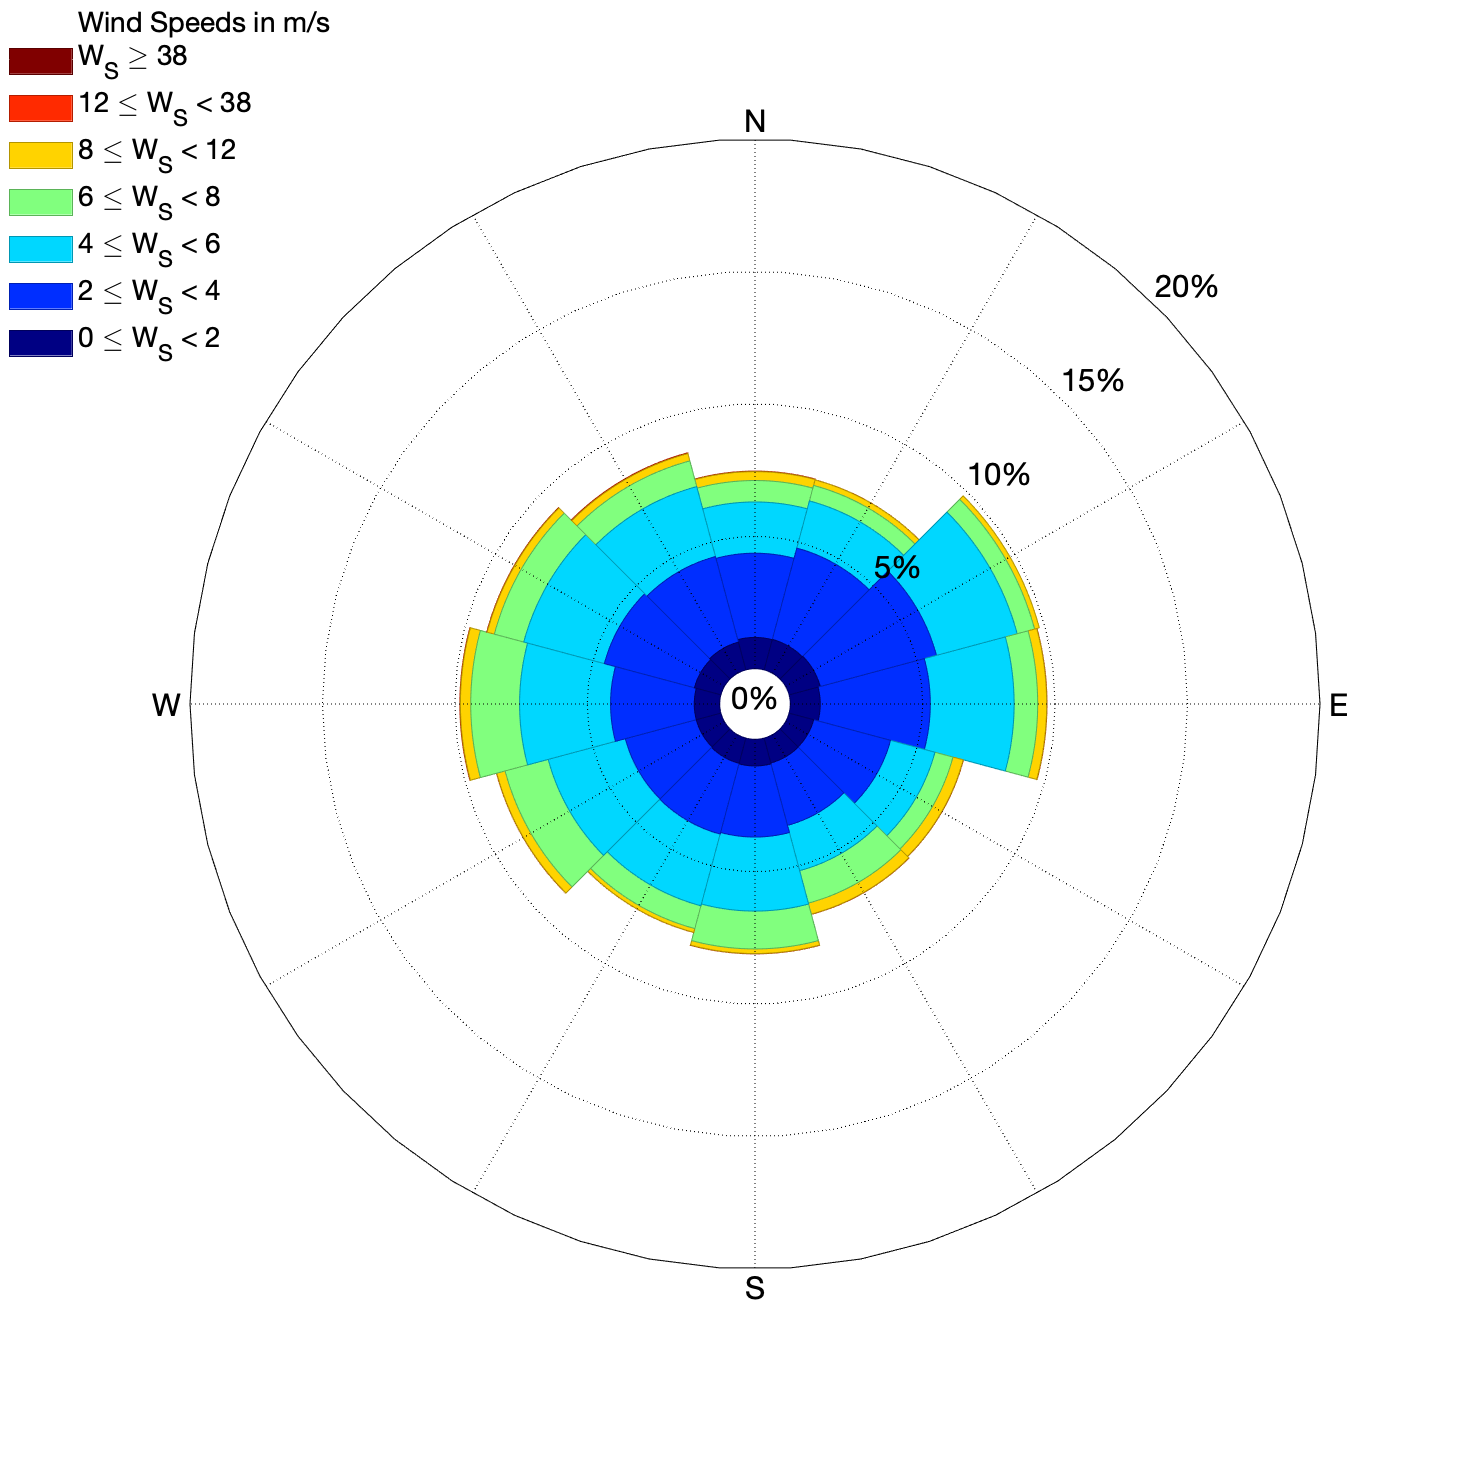 Wind Speeds in m/s
W_S ≥ 38
12 ≤ W_S < 38
8 ≤ W_S < 12
6 ≤ W_S < 8
4 ≤ W_S < 6
2 ≤ W_S < 4
0 ≤ W_S < 2
N
20%
15%
10%
5%
0%
W
E
S